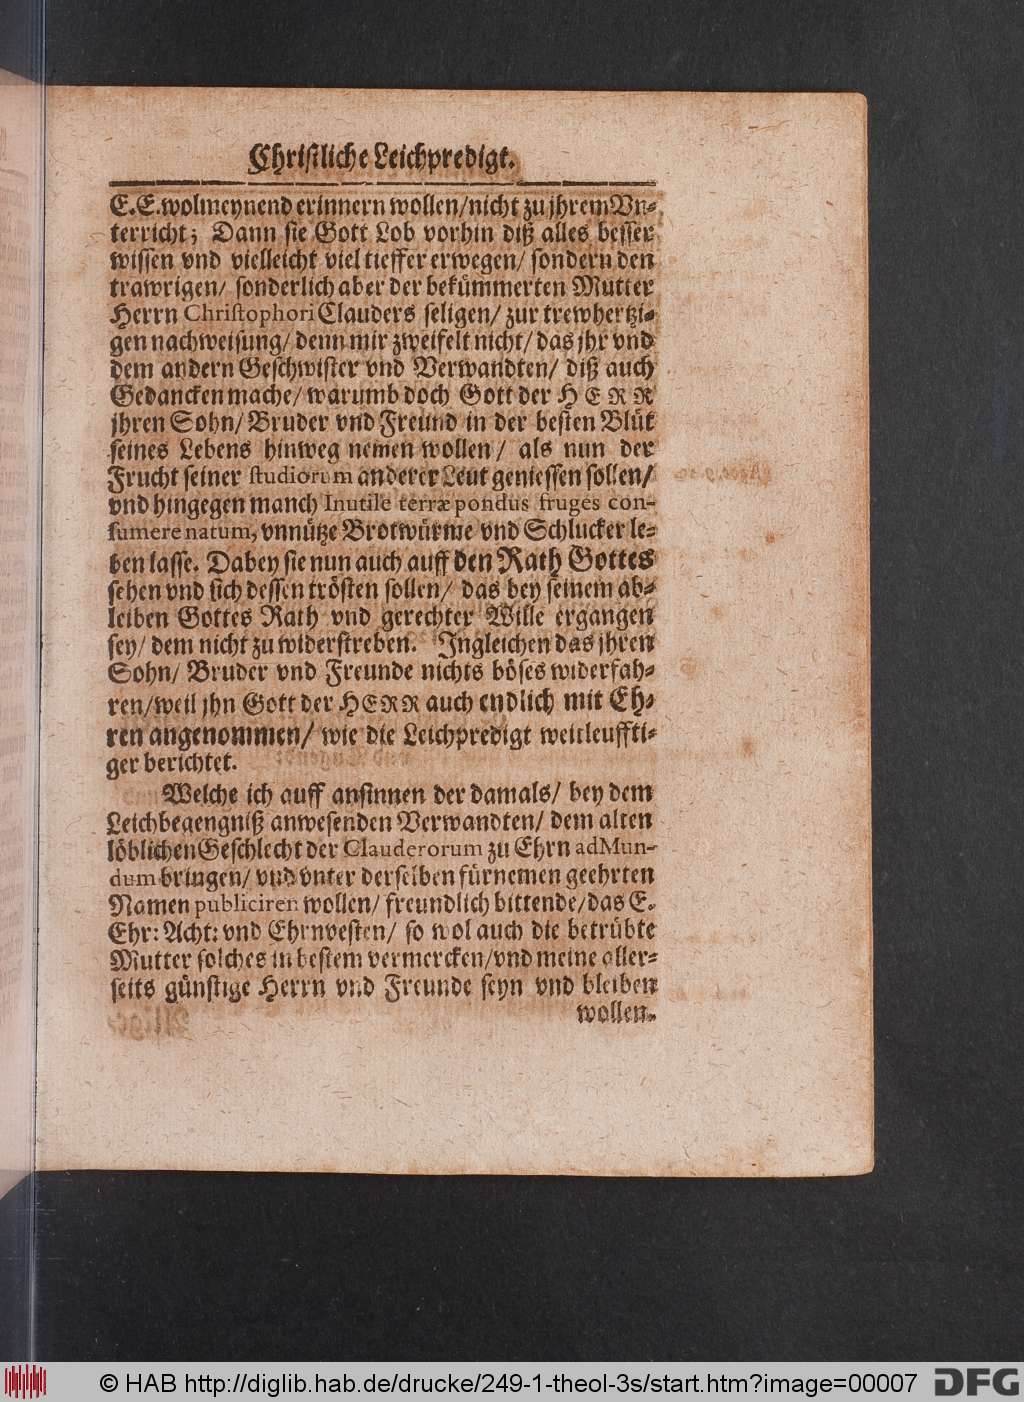 Christliche Leichpredigt.
E.E.wolmeynend erinnern wollen/nicht zu jhrem Vn-
terricht; Dann sie Gott Lob vorhin diß alles besser
wissen vnd vielleicht viel tieffer erwegen/ sondern den
trawrigen/ sonderlich aber der bekümmerten Mutter
Herrn Christophori Clauders seligen/ zur trewhertzi-
gen nachweisung/ denn mir zweifelt nicht/ das jhr vnd
dem andern Geschwister vnd Verwandten/ diß auch
Gedancken mache/ warumb doch Gott der HERR
jhren Sohn/ Bruder vnd Freund in der besten Blüt
seines Lebens hinweg nemen wollen/ als nun der
Frucht seiner studiorum anderer Leut geniessen sollen/
vnd hingegen manch Inutile terræ pondus fruges con-
sumere natum, vnnütze Brotwürme vnd Schlucker le-
ben lasse. Dabey sie nun auch auff den Rath Gottes
sehen vnd sich dessen trösten sollen/ das bey seinem ab-
leiben Gottes Rath vnd gerechter Wille ergangen
sey/ dem nicht zu widerstreben. Jngleichen das jhren
Sohn/ Bruder vnd Freunde nichts böses widerfah-
ren/weil jhn Gott der HERR auch endlich mit Eh-
ren angenommen/ wie die Leichpredigt weitleuffti-
ger berichtet.
Welche ich auff ansinnen der damals/ bey dem
Leichbegengniß anwesenden Verwandten/ dem alten
löblichen Geschlecht der Clauderorum zu Ehrn ad Mun-
dum bringen/ vnd vnter derselben fürnemen geehrten
Namen publiciren wollen/ freundlich bittende/das E.
Ehr: Acht: vnd Ehrnvesten/ so wol auch die betrübte
Mutter solches in bestem vermercken/vnd meine aller-
seits günstige Herrn vnd Freunde seyn vnd bleiben
wollen.
© HAB http://diglib.hab.de/drucke/249-1-theol-3s/start.htm?image=00007
DFG